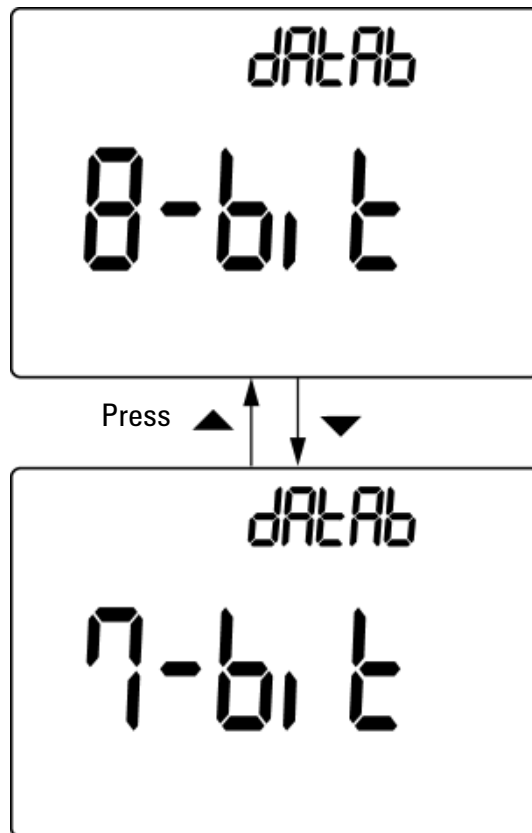 dAtAb
8-bit
Press ▲ ▼
dAtAb
7-bit